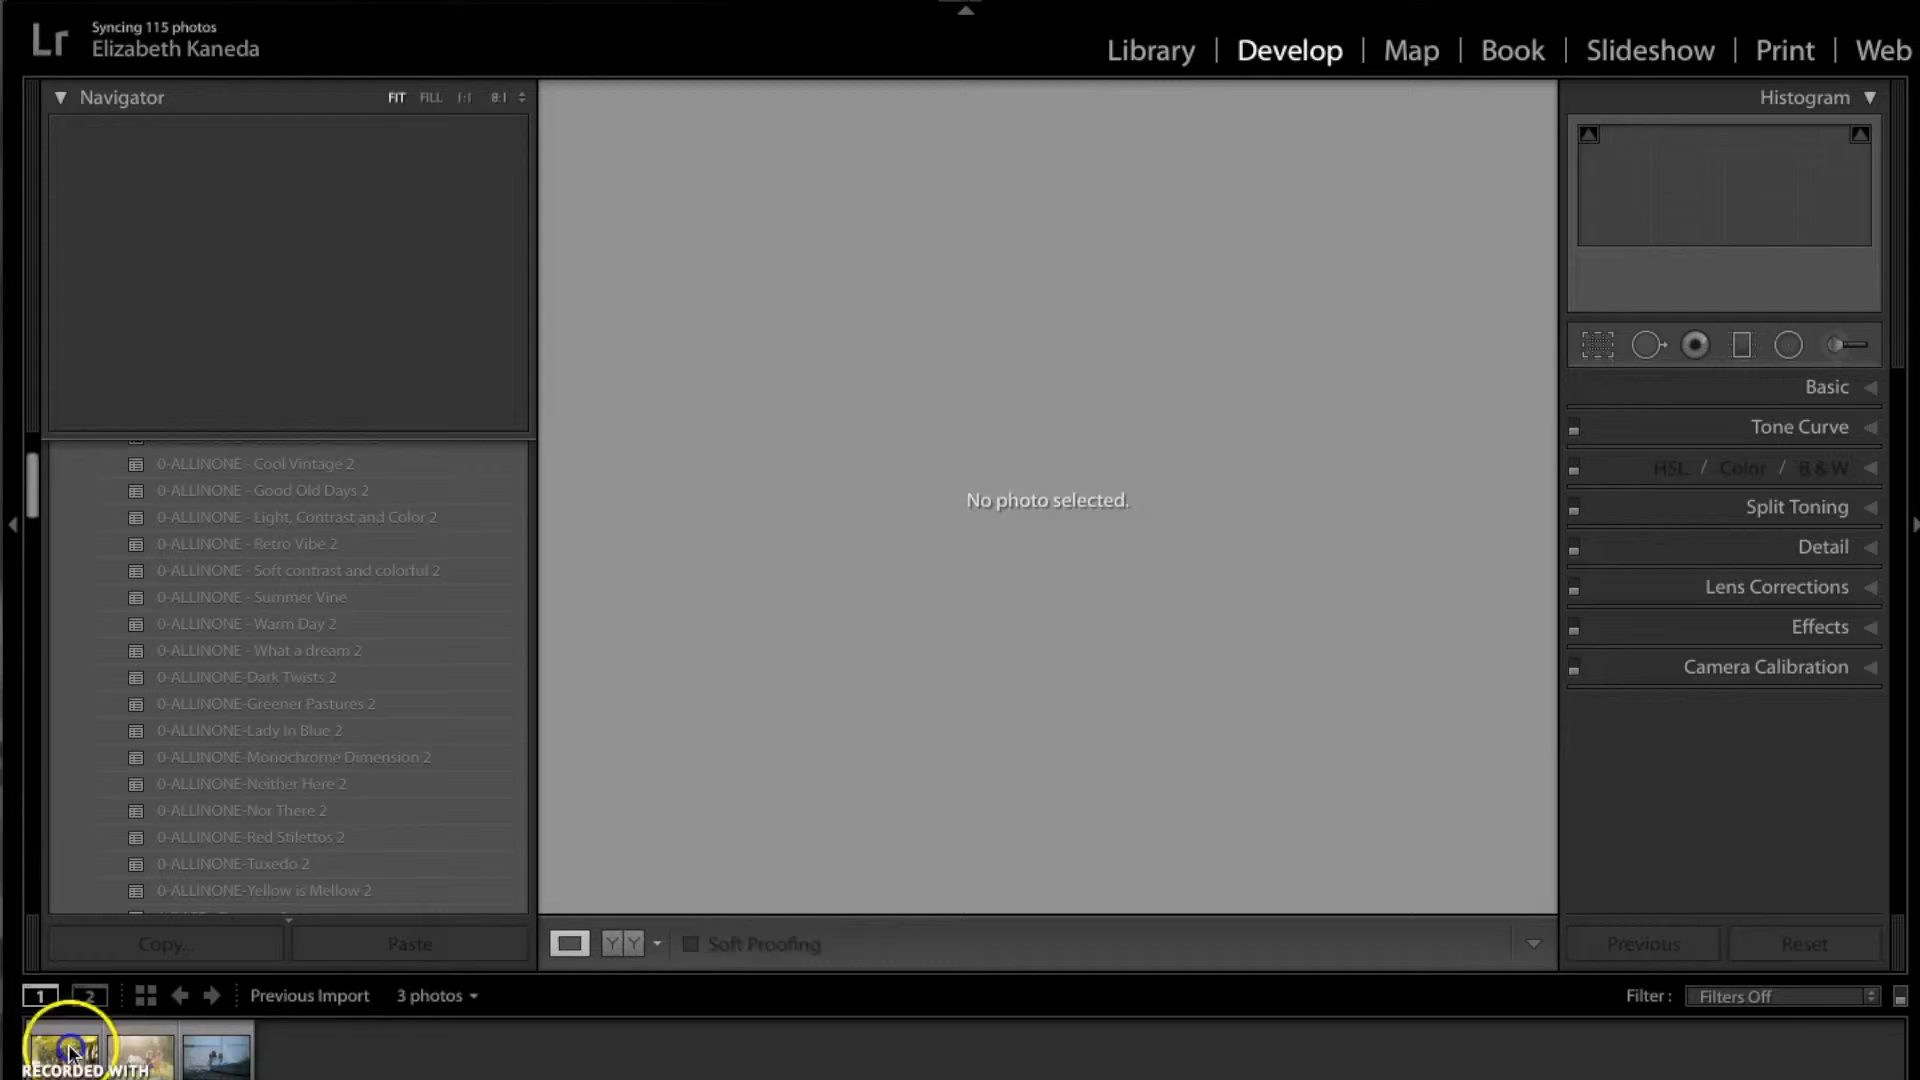 Lr
Syncing 115 photos
Elizabeth Kaneda
Library | Develop | Map | Book | Slideshow | Print | Web
Navigator FIT FILL 1:1 8:1
Histogram
No photo selected.
0-ALLINONE - Cool Vintage 2
0-ALLINONE - Good Old Days 2
0-ALLINONE - Light, Contrast and Color 2
0-ALLINONE - Retro Vibe 2
0-ALLINONE - Soft contrast and colorful 2
0-ALLINONE - Summer Vine
0-ALLINONE - Warm Day 2
0-ALLINONE - What a dream 2
0-ALLINONE-Dark Twists 2
0-ALLINONE-Greener Pastures 2
0-ALLINONE-Lady In Blue 2
0-ALLINONE-Monochrome Dimension 2
0-ALLINONE-Neither Here 2
0-ALLINONE-Nor There 2
0-ALLINONE-Red Stilettos 2
0-ALLINONE-Tuxedo 2
0-ALLINONE-Yellow is Mellow 2
Basic
Tone Curve
HSL / Color / B & W
Split Toning
Detail
Lens Corrections
Effects
Camera Calibration
Copy... Paste
Y Y Soft Proofing
Previous Reset
1 2 Previous Import 3 photos
Filter : Filters Off
RECORDED WITH